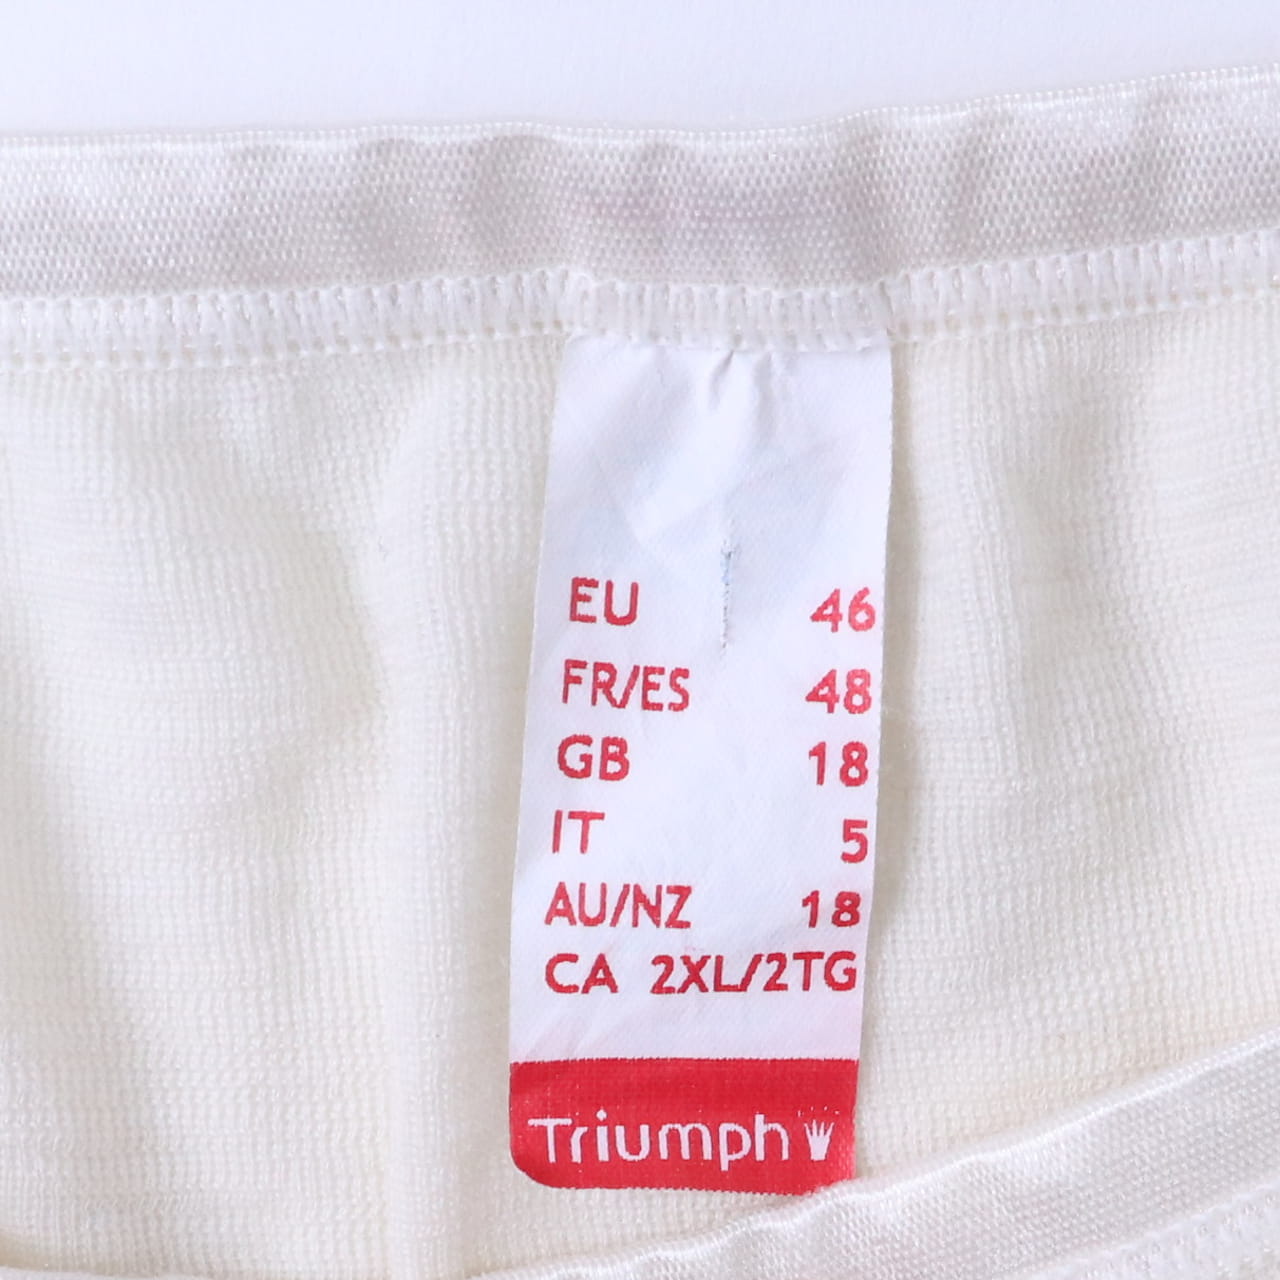 EU 46
FR/ES 48
GB 18
IT 5
AU/NZ 18
CA 2XL/2TG
Triumph